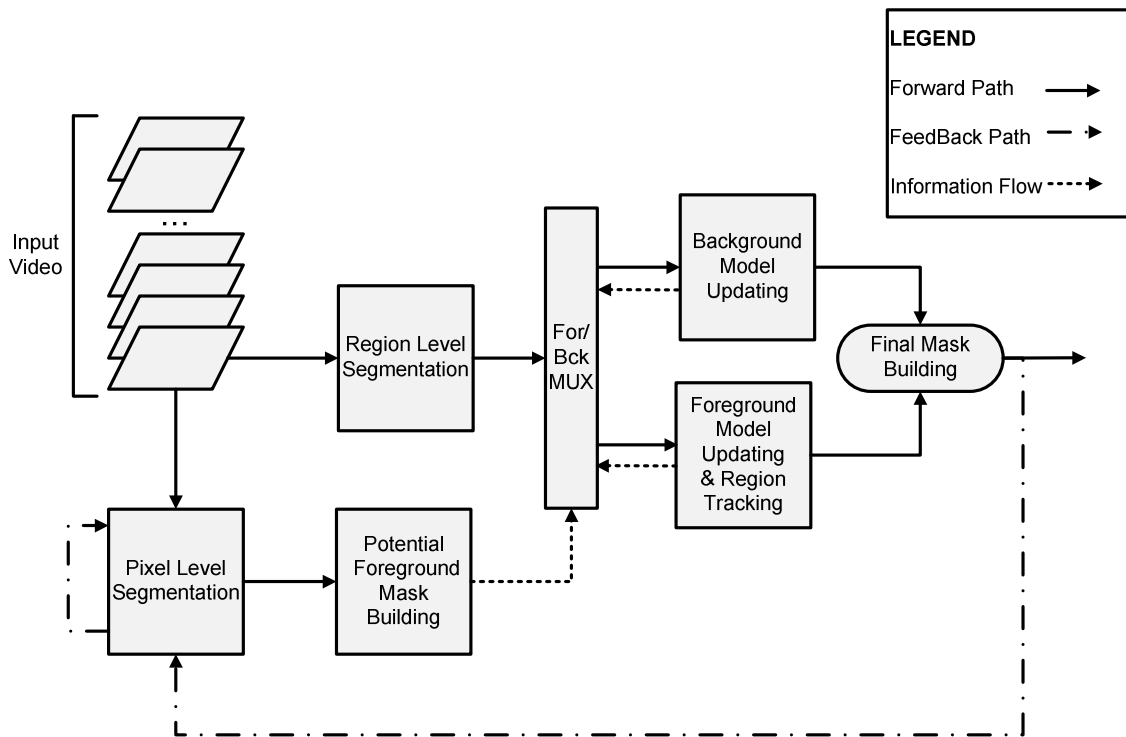 LEGEND
Forward Path
FeedBack Path
Information Flow
...
Input
Video
Region Level
Segmentation
For/
Bck
MUX
Background
Model
Updating
Final Mask
Building
Foreground
Model
Updating
& Region
Tracking
Pixel Level
Segmentation
Potential
Foreground
Mask
Building